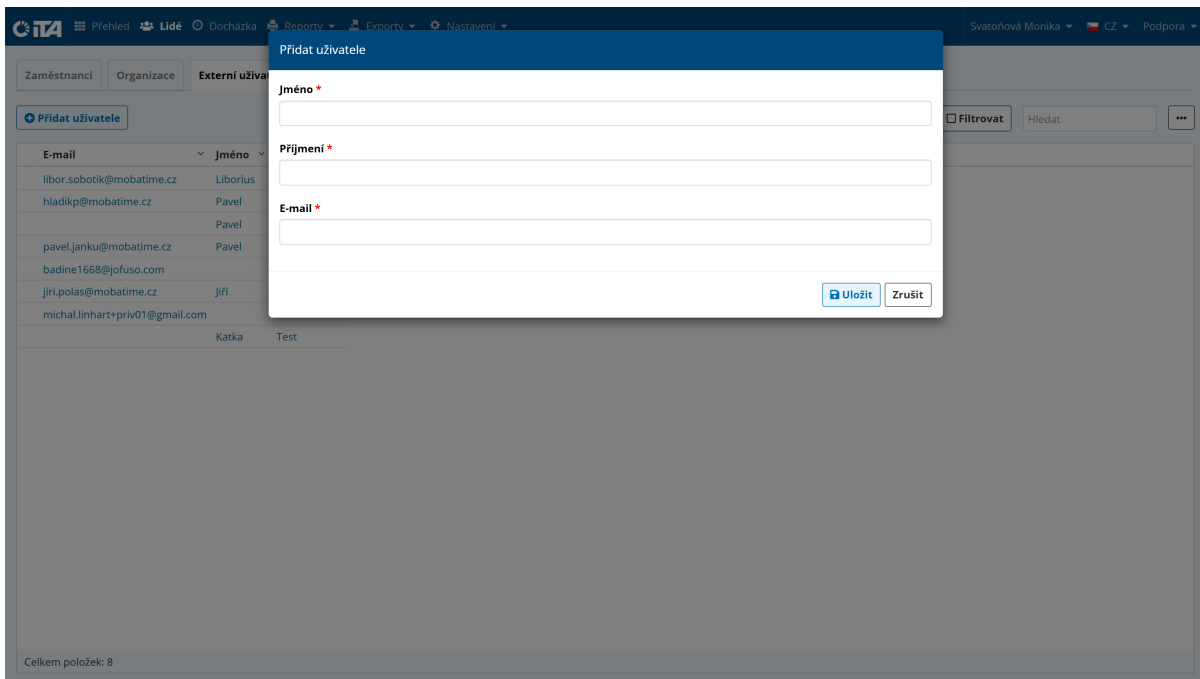 iTA Přehled Lidé Docházka Reporty Exporty Nastavení Svatoňová Monika CZ Podpora
Přidat uživatele
Zaměstnanci Organizace Externí
Jméno *
Přidat uživatele Filtrovat Hledat
Příjmení *
E-mail Jméno
libor.sobotik@mobatime.cz Liborius
hladikp@mobatime.cz Pavel
E-mail *
Pavel
pavel.janku@mobatime.cz Pavel
badine1668@jofuso.com
jiri.polas@mobatime.cz Jiří
Uložit Zrušit
michal.linhart+priv01@gmail.com
Katka Test
Celkem položek: 8